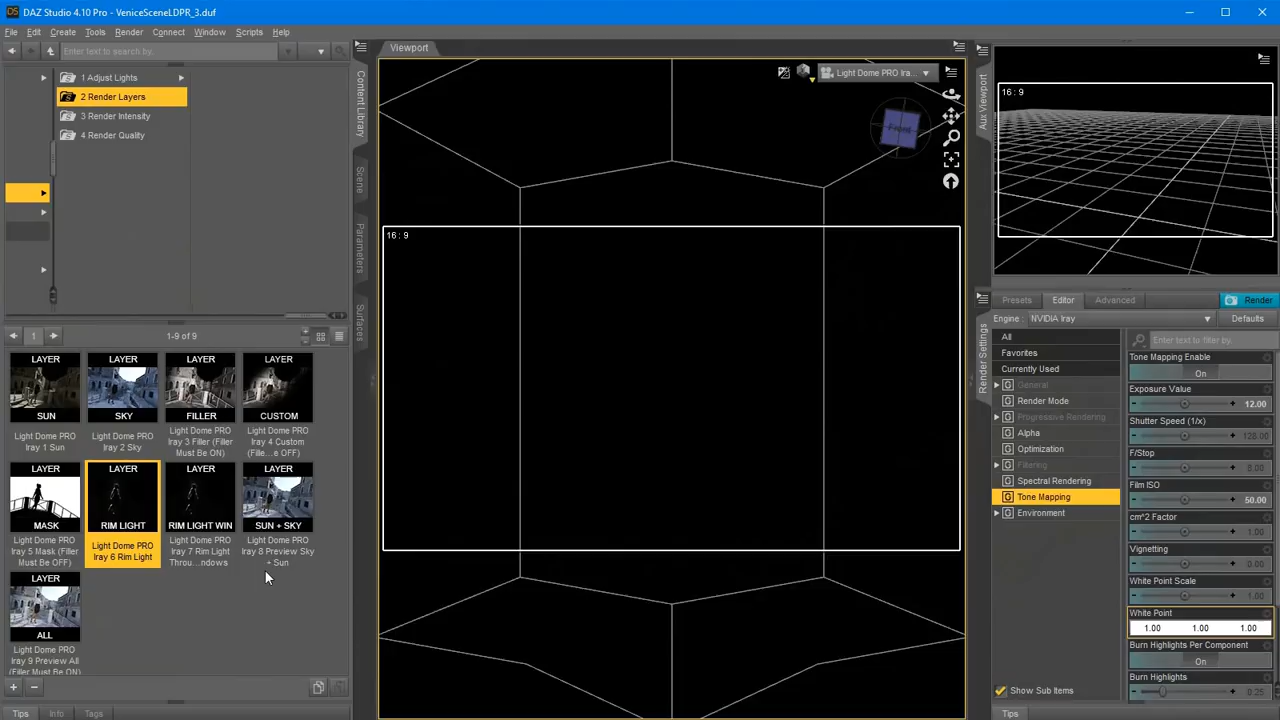 DAZ Studio 4.10 Pro - VeniceSceneLDPR_3.duf
File Edit Create Tools Render Connect Window Scripts Help
Enter text to search by.
1 Adjust Lights
2 Render Layers
3 Render Intensity
4 Render Quality
1
1-9 of 9
LAYER
SUN
Light Dome PRO
Iray 1 Sun
LAYER
SKY
Light Dome PRO
Iray 2 Sky
LAYER
FILLER
Light Dome PRO
Iray 3 Filler (Filler
Must Be ON)
LAYER
CUSTOM
Light Dome PRO
Iray 4 Custom
(Fille...e OFF)
LAYER
MASK
Light Dome PRO
Iray 5 Mask (Filler
Must Be OFF)
LAYER
RIM LIGHT
Light Dome PRO
Iray 6 Rim Light
LAYER
RIM LIGHT WIN
Light Dome PRO
Iray 7 Rim Light
Throu...ndows
LAYER
SUN + SKY
Light Dome PRO
Iray 8 Preview Sky
+ Sun
LAYER
ALL
Light Dome PRO
Iray 9 Preview All
(Filler Must Be ON)
Tips Info Tags
Content Library
Scene
Parameters
Surfaces
Viewport
Light Dome PRO Ira...
Front
16 : 9
Aux Viewport
16 : 9
Render Settings
Presets Editor Advanced Render
Engine : NVIDIA Iray Defaults
All
Favorites
Currently Used
General
Render Mode
Progressive Rendering
Alpha
Optimization
Filtering
Spectral Rendering
Tone Mapping
Environment
Show Sub Items
Tips
Enter text to filter by.
Tone Mapping Enable
On
Exposure Value
12.00
Shutter Speed (1/x)
128.00
F/Stop
8.00
Film ISO
50.00
cm^2 Factor
1.00
Vignetting
0.00
White Point Scale
1.00
White Point
1.00 1.00 1.00
Burn Highlights Per Component
On
Burn Highlights
0.25